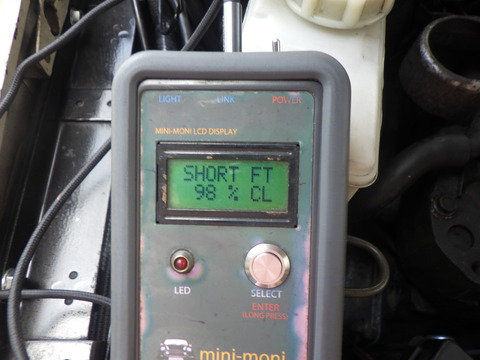 LIGHT LINK POWER
MINI-MONI LCD DISPLAY
SHORT FT
98 % CL
LED
SELECT
ENTER
(LONG PRESS)
mini-moni